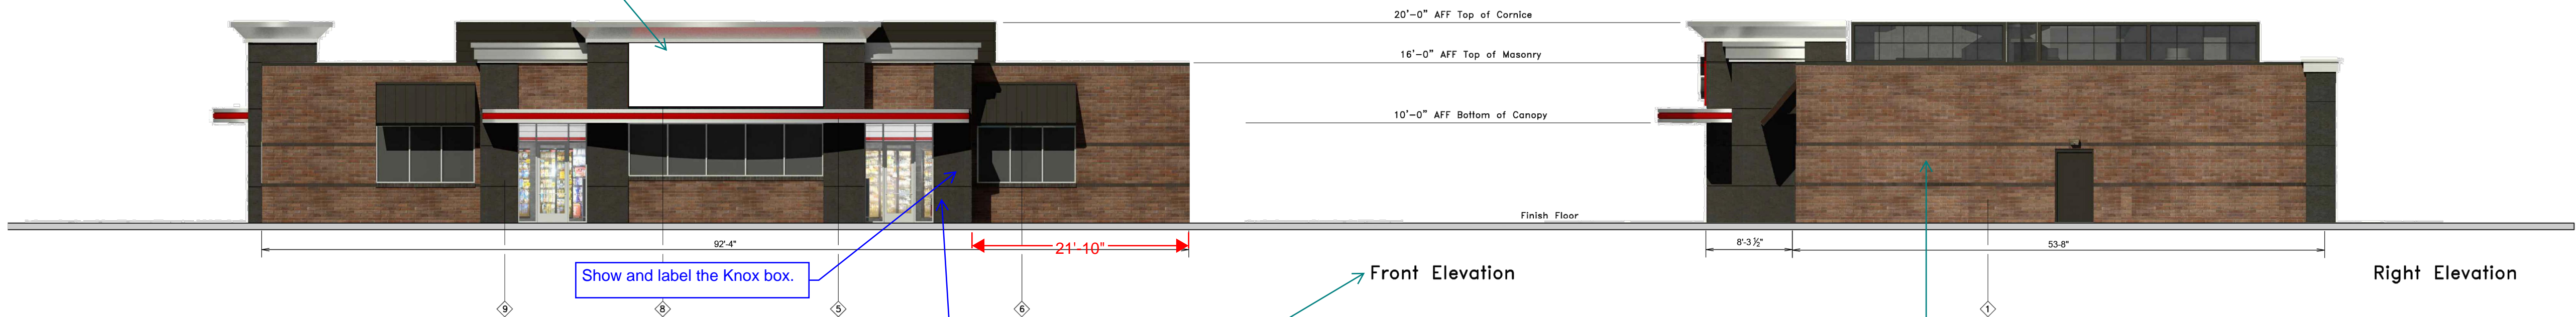 20'-0" AFF Top of Cornice
16'-0" AFF Top of Masonry
10'-0" AFF Bottom of Canopy
Finish Floor
92'-4"
21'-10"
8'-3 ½"
53'-8"
Show and label the Knox box.
Front Elevation
Right Elevation
9
8
5
6
1